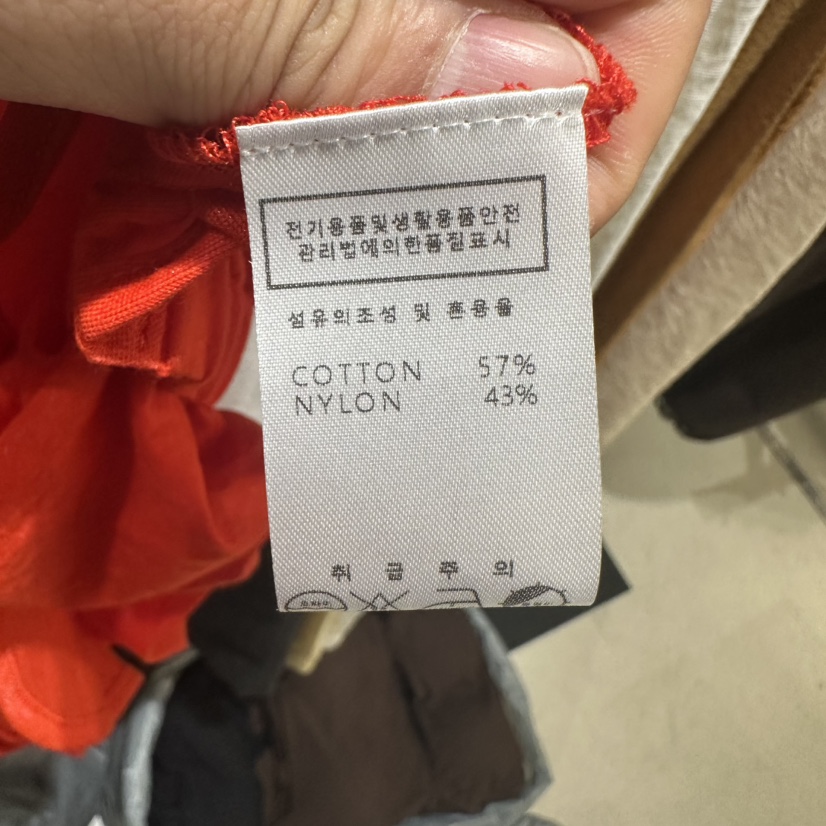 전기용품및생활용품안전
관리법에의한품질표시
섬유의조성 및 혼용율
COTTON 57%
NYLON 43%
취 급 주 의